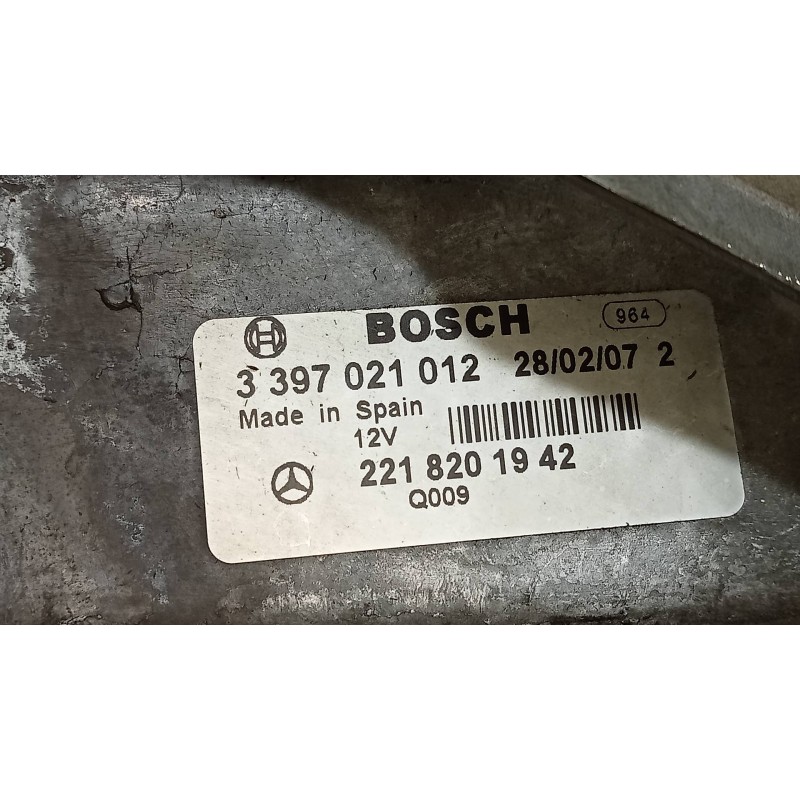 BOSCH 964
3 397 021 012 28/02/07 2
Made in Spain
12V
221 820 19 42
Q009